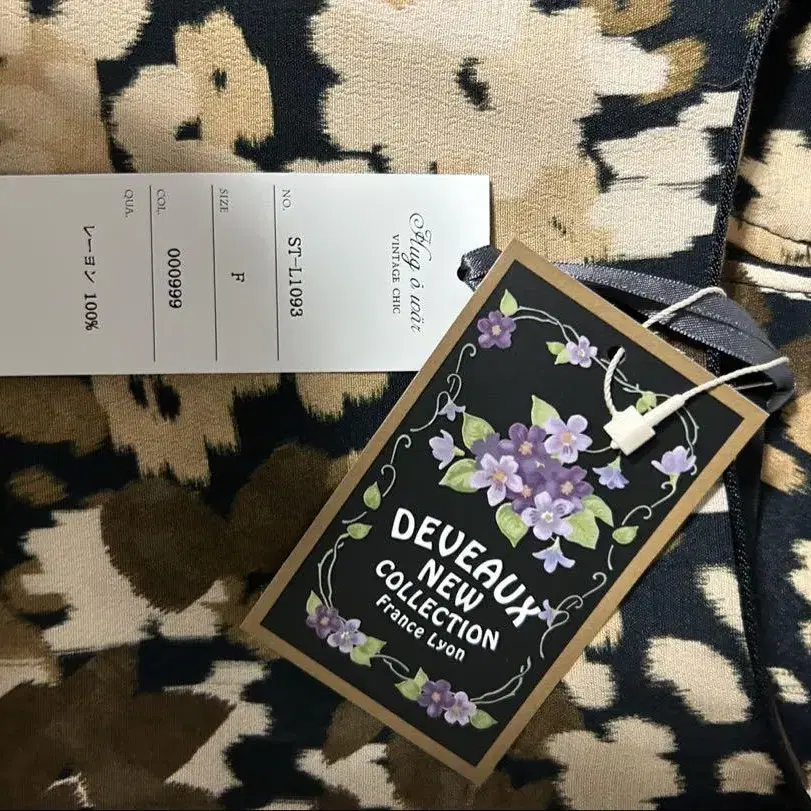 Hug ō wär
VINTAGE CHIC
NO. ST-L1093
SIZE F
COL. 000999
QUA. レーヨン 100%
DEVEAUX
NEW
COLLECTION
France Lyon